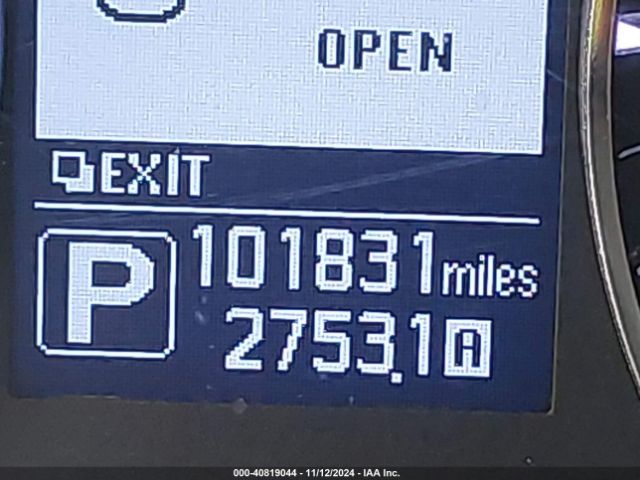 OPEN
EXIT
P 101831 miles
2753.1 A
000-40819044 - 11/12/2024 - IAA Inc.